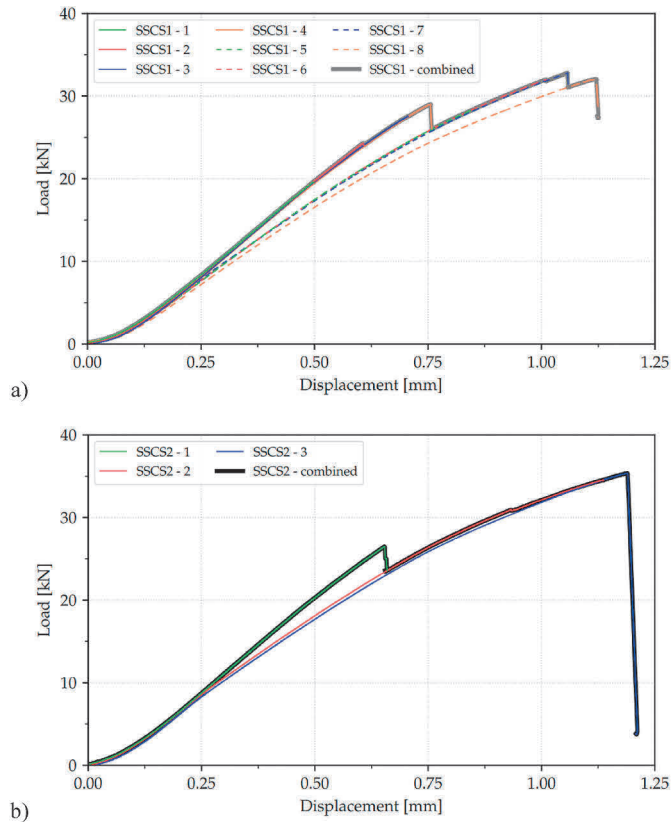 40
SSCS1 - 1 SSCS1 - 4 SSCS1 - 7
SSCS1 - 2 SSCS1 - 5 SSCS1 - 8
SSCS1 - 3 SSCS1 - 6 SSCS1 - combined
30
20
10
0
Load [kN]
0.00 0.25 0.50 0.75 1.00 1.25
Displacement [mm]
a)
40
SSCS2 - 1 SSCS2 - 3
SSCS2 - 2 SSCS2 - combined
30
20
10
0
Load [kN]
0.00 0.25 0.50 0.75 1.00 1.25
Displacement [mm]
b)